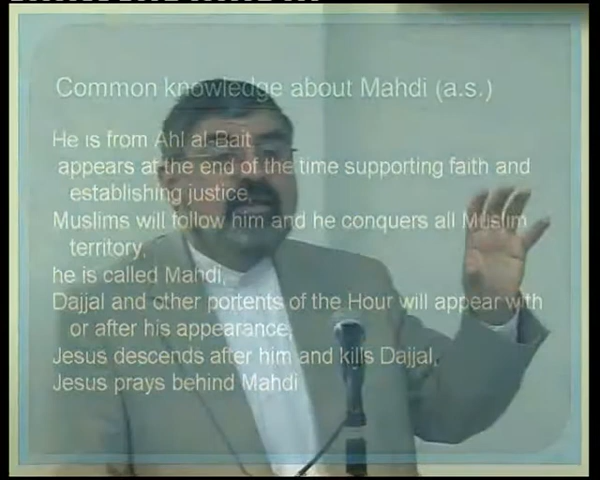 Common knowledge about Mahdi (a.s.)
He is from Ahl al-Bait
appears at the end of the time supporting faith and
establishing justice,
Muslims will follow him and he conquers all Muslim
territory,
he is called Mahdi,
Dajjal and other portents of the Hour will appear with
or after his appearance,
Jesus descends after him and kills Dajjal,
Jesus prays behind Mahdi